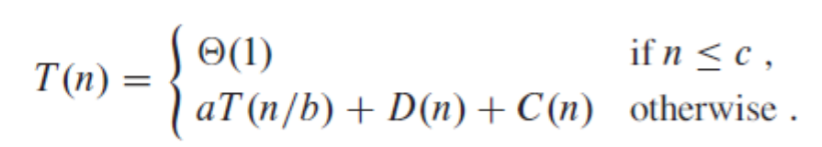 T(n) = { Θ(1) if n ≤ c ,
aT(n/b) + D(n) + C(n) otherwise .